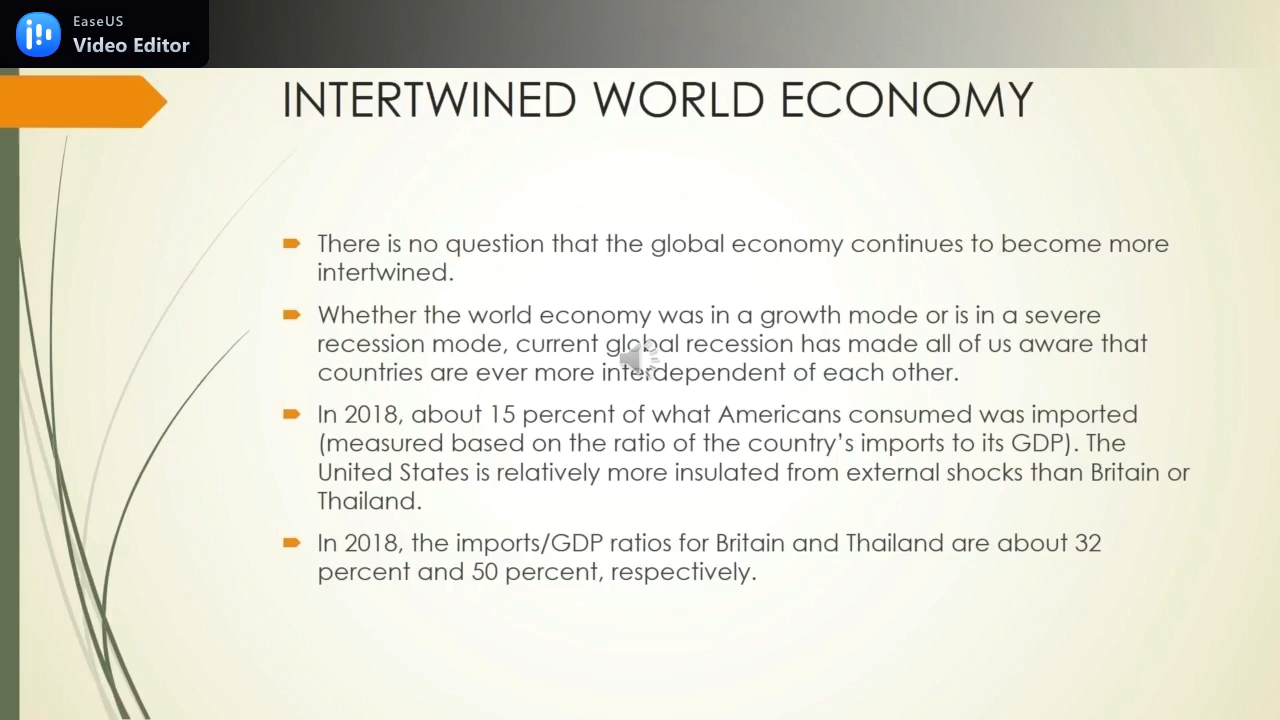 EaseUS
Video Editor
INTERTWINED WORLD ECONOMY
There is no question that the global economy continues to become more
intertwined.
Whether the world economy was in a growth mode or is in a severe
recession mode, current global recession has made all of us aware that
countries are ever more interdependent of each other.
In 2018, about 15 percent of what Americans consumed was imported
(measured based on the ratio of the country's imports to its GDP). The
United States is relatively more insulated from external shocks than Britain or
Thailand.
In 2018, the imports/GDP ratios for Britain and Thailand are about 32
percent and 50 percent, respectively.